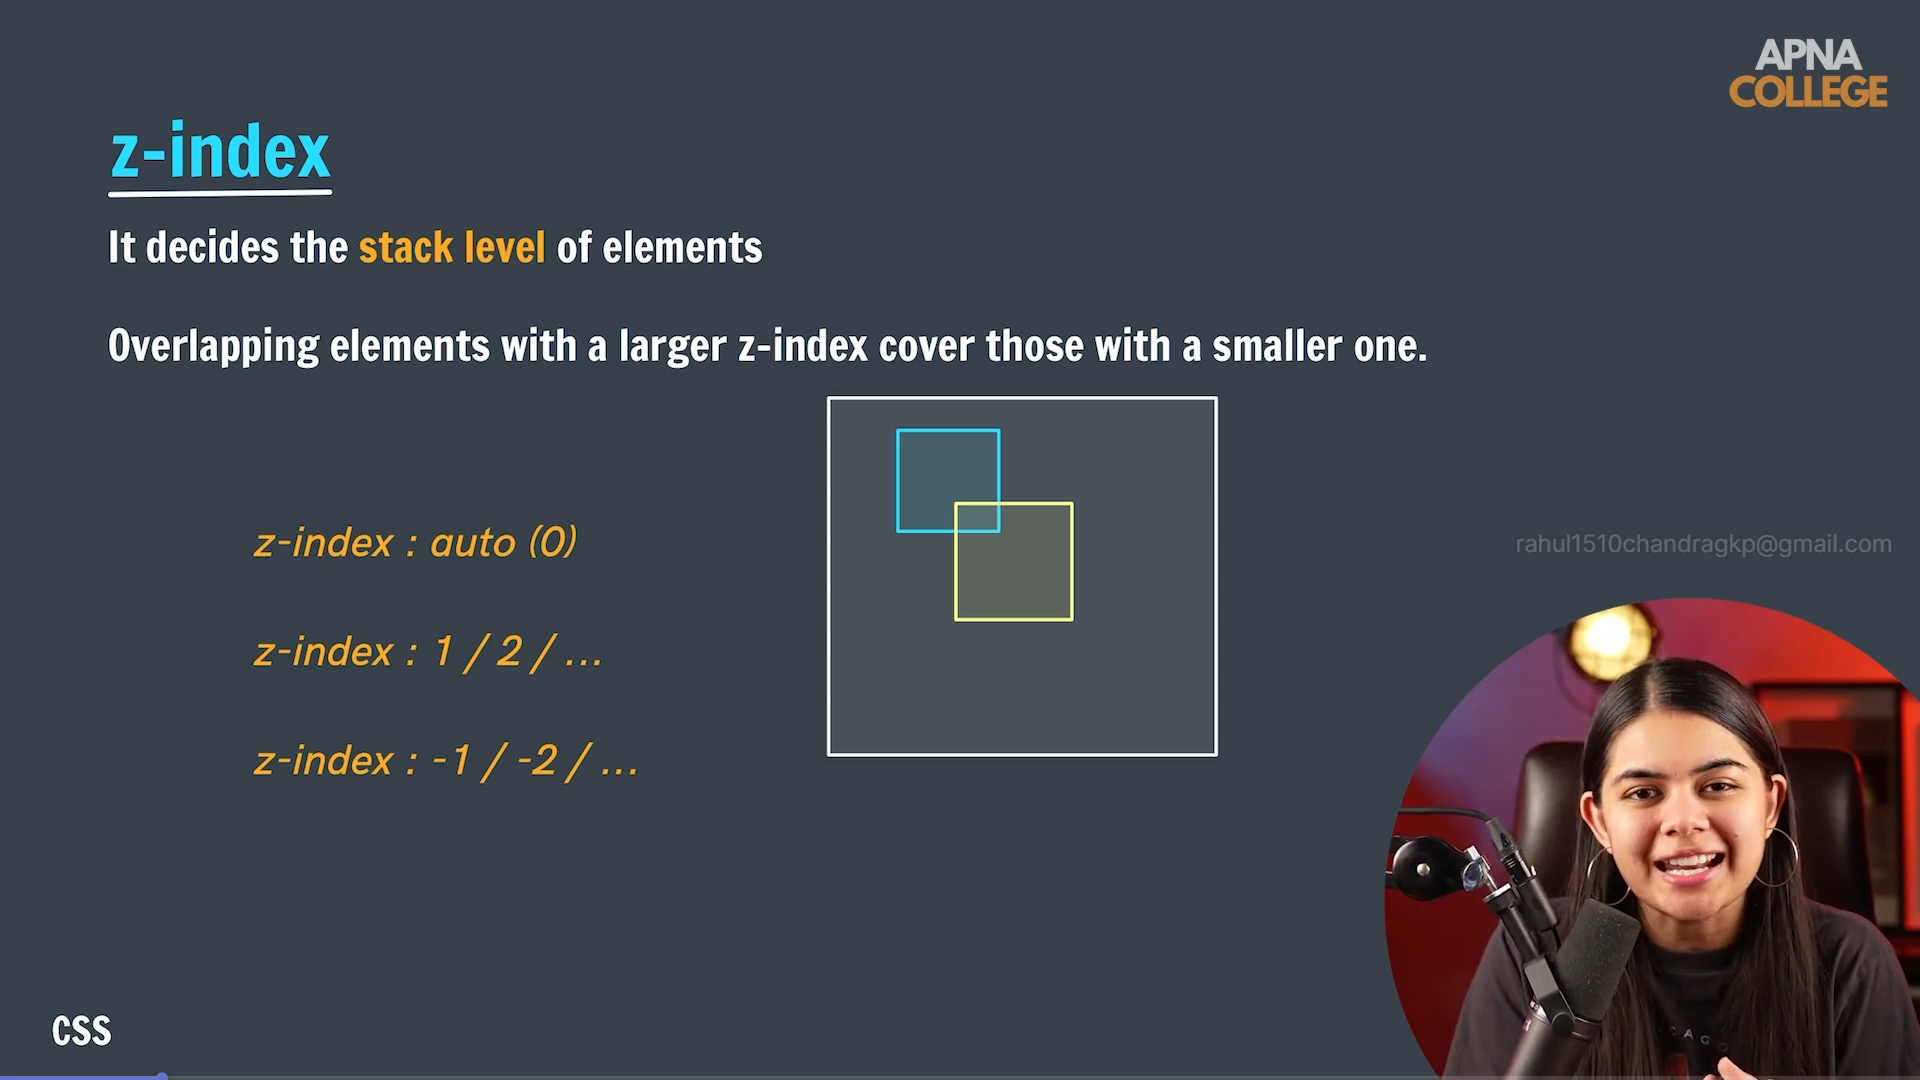 APNA
COLLEGE
z-index
It decides the stack level of elements
Overlapping elements with a larger z-index cover those with a smaller one.
z-index : auto (0)
z-index : 1 / 2 / ...
z-index : -1 / -2 / ...
rahul1510chandragkp@gmail.com
CSS